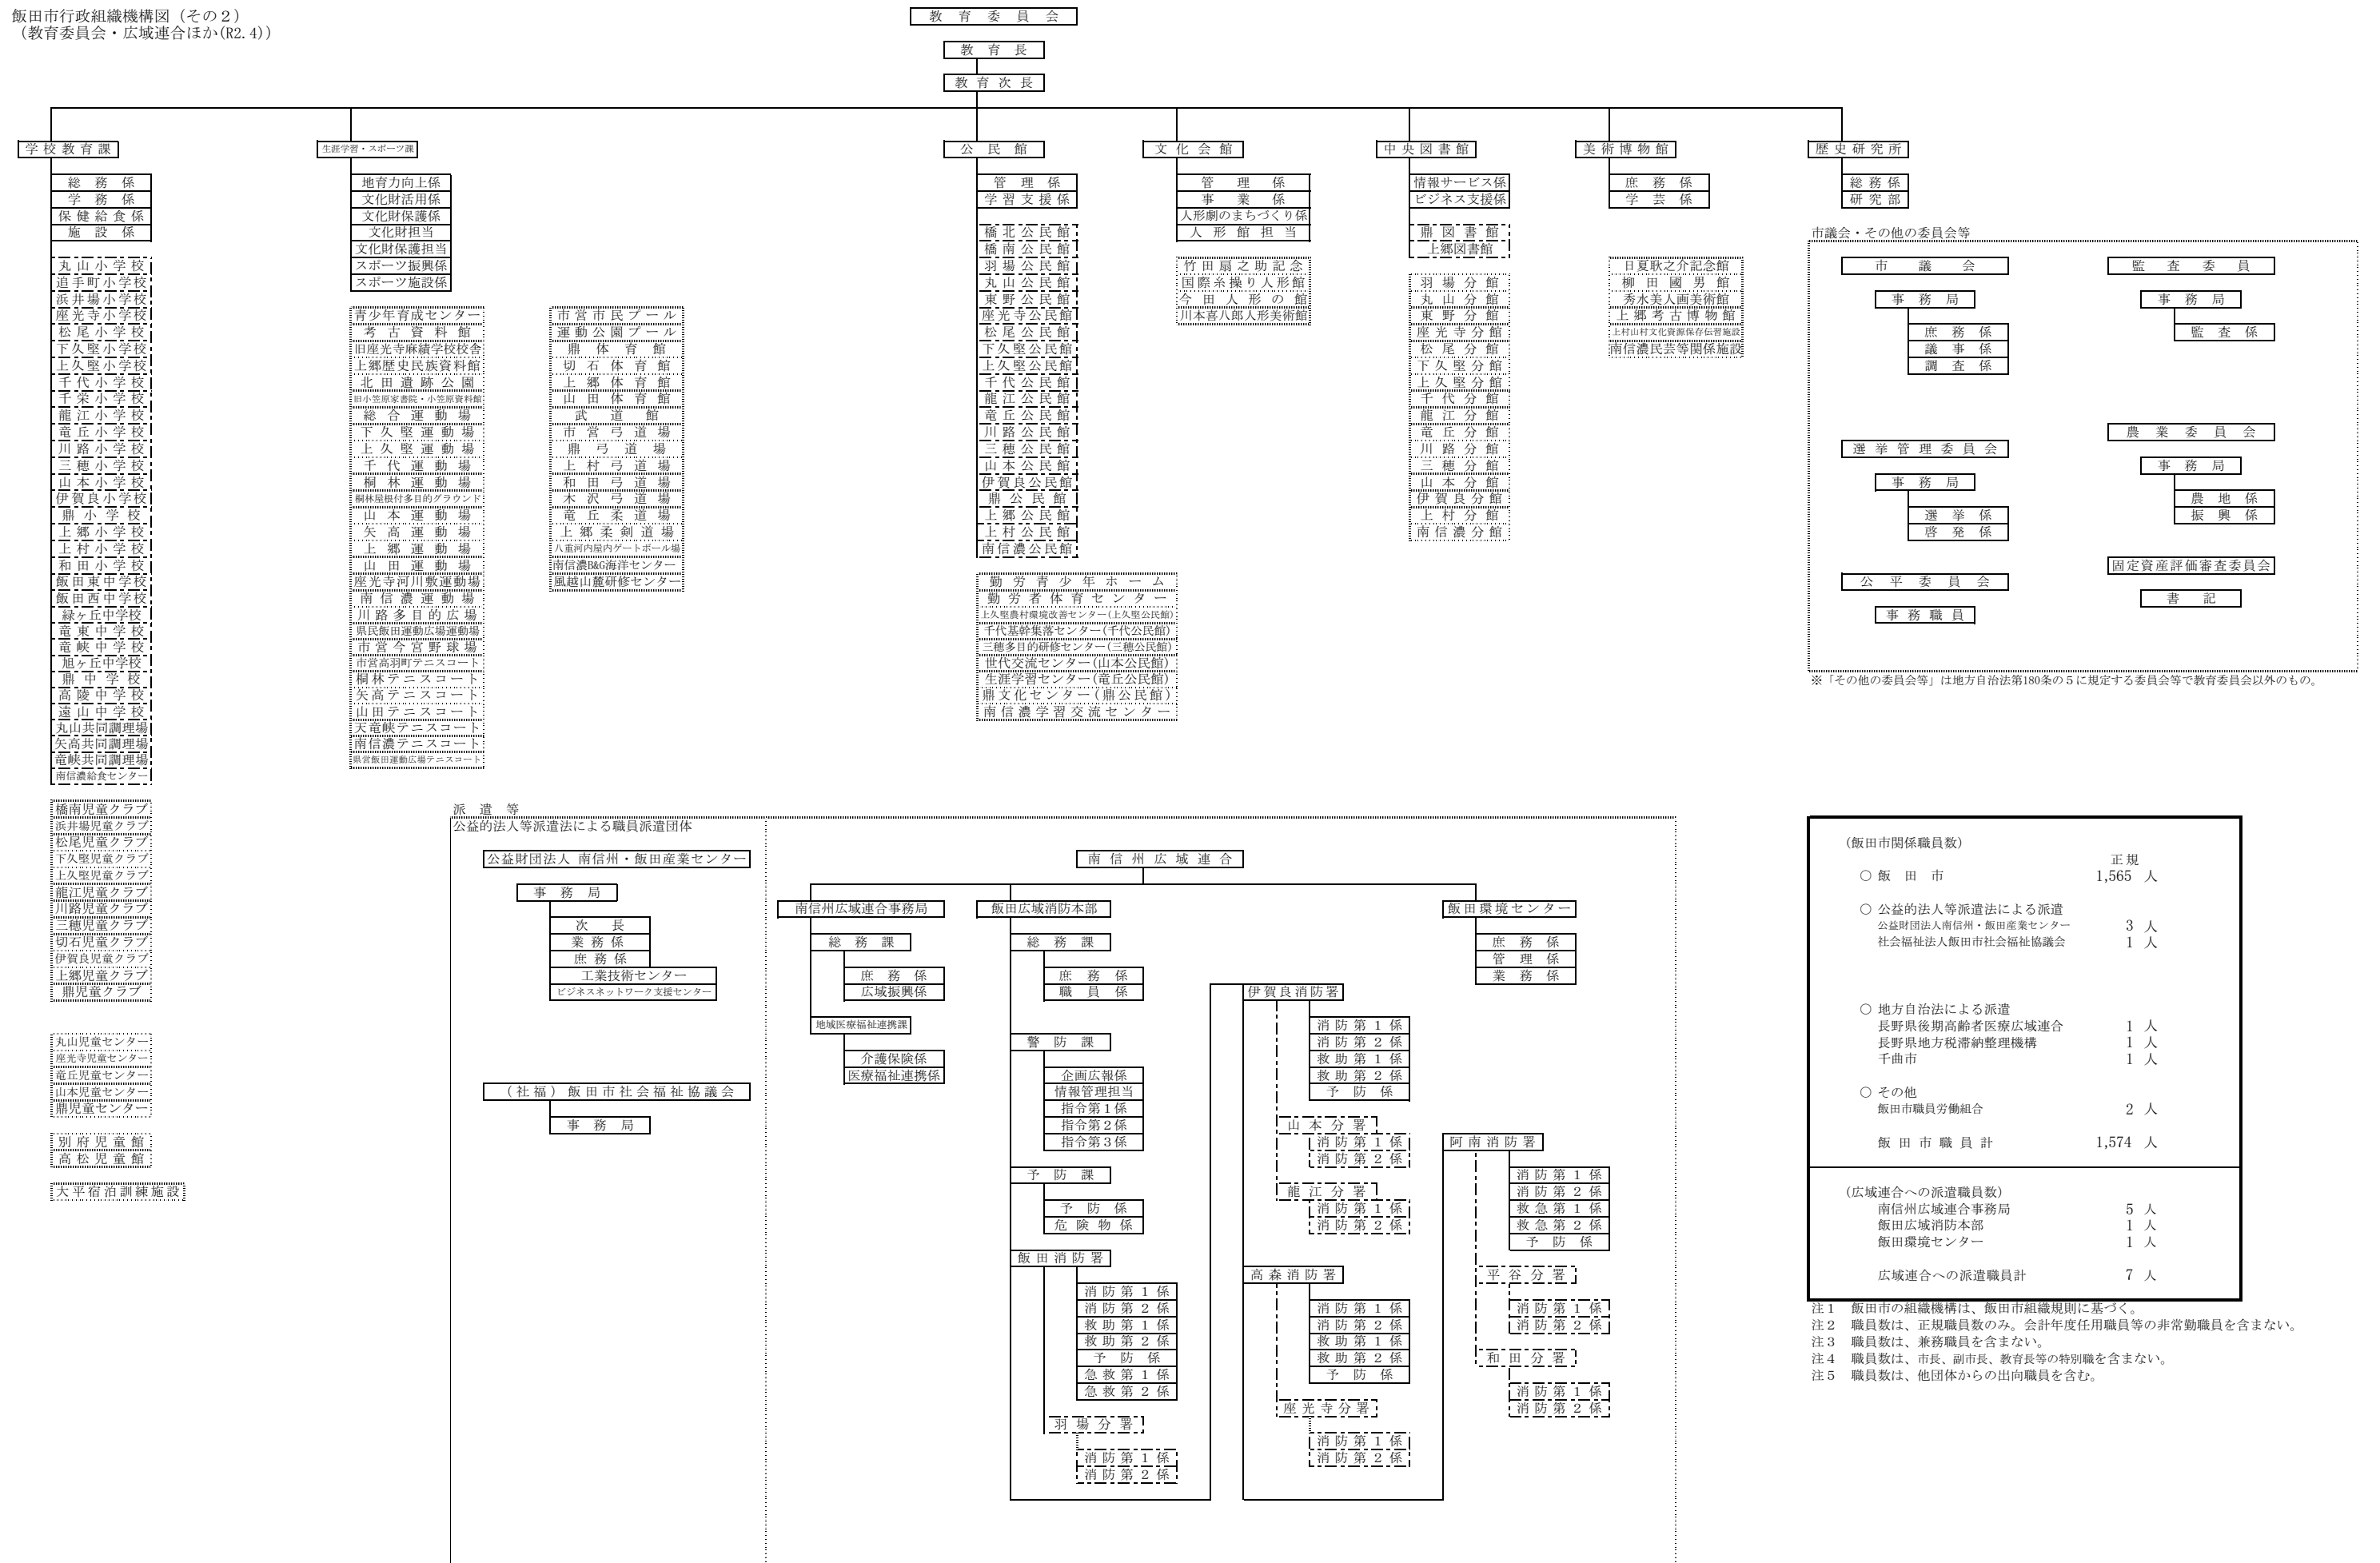 飯田市行政組織機構図（その２）
（教育委員会・広域連合ほか(R2.4)）
教育委員会
教育長
教育次長
学校教育課
総務係
学務係
保健給食係
施設係
丸山小学校
追手町小学校
浜井場小学校
座光寺小学校
松尾小学校
下久堅小学校
上久堅小学校
千代小学校
千栄小学校
龍江小学校
竜丘小学校
川路小学校
三穂小学校
山本小学校
伊賀良小学校
鼎小学校
上郷小学校
上村小学校
和田小学校
飯田東中学校
飯田西中学校
緑ヶ丘中学校
竜東中学校
竜峡中学校
旭ヶ丘中学校
鼎中学校
高陵中学校
遠山中学校
丸山共同調理場
矢高共同調理場
竜峡共同調理場
南信濃給食センター
橋南児童クラブ
浜井場児童クラブ
松尾児童クラブ
下久堅児童クラブ
上久堅児童クラブ
龍江児童クラブ
川路児童クラブ
三穂児童クラブ
切石児童クラブ
伊賀良児童クラブ
上郷児童クラブ
鼎児童クラブ
丸山児童センター
座光寺児童センター
竜丘児童センター
山本児童センター
鼎児童センター
別府児童館
高松児童館
大平宿泊訓練施設
生涯学習・スポーツ課
地育力向上係
文化財活用係
文化財保護係
文化財担当
文化財保護担当
スポーツ振興係
スポーツ施設係
青少年育成センター
考古資料館
旧座光寺麻績学校校舎
上郷歴史民族資料館
北田遺跡公園
旧小笠原家書院・小笠原資料館
総合運動場
下久堅運動場
上久堅運動場
千代運動場
桐林運動場
桐林屋根付多目的グラウンド
山本運動場
矢高運動場
上郷運動場
山田運動場
座光寺河川敷運動場
南信濃運動場
川路多目的広場
県民飯田運動広場運動場
市営今宮野球場
市営高羽町テニスコート
桐林テニスコート
矢高テニスコート
山田テニスコート
天竜峡テニスコート
南信濃テニスコート
県営飯田運動広場テニスコート
市営市民プール
運動公園プール
鼎体育館
切石体育館
上郷体育館
山田体育館
武道館
市営弓道場
鼎弓道場
上村弓道場
和田弓道場
木沢弓道場
竜丘柔道場
上郷柔剣道場
八重河内屋内ゲートボール場
南信濃B&G海洋センター
風越山麓研修センター
公民館
管理係
学習支援係
橋北公民館
橋南公民館
羽場公民館
丸山公民館
東野公民館
座光寺公民館
松尾公民館
下久堅公民館
上久堅公民館
千代公民館
龍江公民館
竜丘公民館
川路公民館
三穂公民館
山本公民館
伊賀良公民館
鼎公民館
上郷公民館
上村公民館
南信濃公民館
勤労青少年ホーム
勤労者体育センター
上久堅農村環境改善センター(上久堅公民館)
千代基幹集落センター(千代公民館)
三穂多目的研修センター(三穂公民館)
世代交流センター(山本公民館)
生涯学習センター(竜丘公民館)
鼎文化センター(鼎公民館)
南信濃学習交流センター
文化会館
管理係
事業係
人形劇のまちづくり係
人形館担当
竹田扇之助記念
国際糸操り人形館
今田人形の館
川本喜八郎人形美術館
中央図書館
情報サービス係
ビジネス支援係
鼎図書館
上郷図書館
羽場分館
丸山分館
東野分館
座光寺分館
松尾分館
下久堅分館
上久堅分館
千代分館
龍江分館
竜丘分館
川路分館
三穂分館
山本分館
伊賀良分館
上村分館
南信濃分館
美術博物館
庶務係
学芸係
日夏耿之介記念館
柳田國男館
秀水美人画美術館
上郷考古博物館
上村山村文化資源保存伝習施設
南信濃民芸等関係施設
歴史研究所
総務係
研究部
市議会・その他の委員会等
市議会
事務局
庶務係
議事係
調査係
監査委員
事務局
監査係
選挙管理委員会
事務局
選挙係
啓発係
農業委員会
事務局
農地係
振興係
公平委員会
事務職員
固定資産評価審査委員会
書記
※「その他の委員会等」は地方自治法第180条の５に規定する委員会等で教育委員会以外のもの。
派遣等
公益的法人等派遣法による職員派遣団体
公益財団法人 南信州・飯田産業センター
事務局
次長
業務係
庶務係
工業技術センター
ビジネスネットワーク支援センター
（社福）飯田市社会福祉協議会
事務局
南信州広域連合
南信州広域連合事務局
総務課
庶務係
広域振興係
地域医療福祉連携課
介護保険係
医療福祉連携係
飯田広域消防本部
総務課
庶務係
職員係
警防課
企画広報係
情報管理担当
指令第１係
指令第２係
指令第３係
予防課
予防係
危険物係
飯田消防署
消防第１係
消防第２係
救助第１係
救助第２係
予防係
急救第１係
急救第２係
羽場分署
消防第１係
消防第２係
伊賀良消防署
消防第１係
消防第２係
救助第１係
救助第２係
予防係
山本分署
消防第１係
消防第２係
龍江分署
消防第１係
消防第２係
高森消防署
消防第１係
消防第２係
救助第１係
救助第２係
予防係
座光寺分署
消防第１係
消防第２係
飯田環境センター
庶務係
管理係
業務係
阿南消防署
消防第１係
消防第２係
救急第１係
救急第２係
予防係
平谷分署
消防第１係
消防第２係
和田分署
消防第１係
消防第２係
（飯田市関係職員数）
正規
○ 飯田市 1,565 人
○ 公益的法人等派遣法による派遣
公益財団法人南信州・飯田産業センター 3 人
社会福祉法人飯田市社会福祉協議会 1 人
○ 地方自治法による派遣
長野県後期高齢者医療広域連合 1 人
長野県地方税滞納整理機構 1 人
千曲市 1 人
○ その他
飯田市職員労働組合 2 人
飯田市職員計 1,574 人
（広域連合への派遣職員数）
南信州広域連合事務局 5 人
飯田広域消防本部 1 人
飯田環境センター 1 人
広域連合への派遣職員計 7 人
注１ 飯田市の組織機構は、飯田市組織規則に基づく。
注２ 職員数は、正規職員数のみ。会計年度任用職員等の非常勤職員を含まない。
注３ 職員数は、兼務職員を含まない。
注４ 職員数は、市長、副市長、教育長等の特別職を含まない。
注５ 職員数は、他団体からの出向職員を含む。